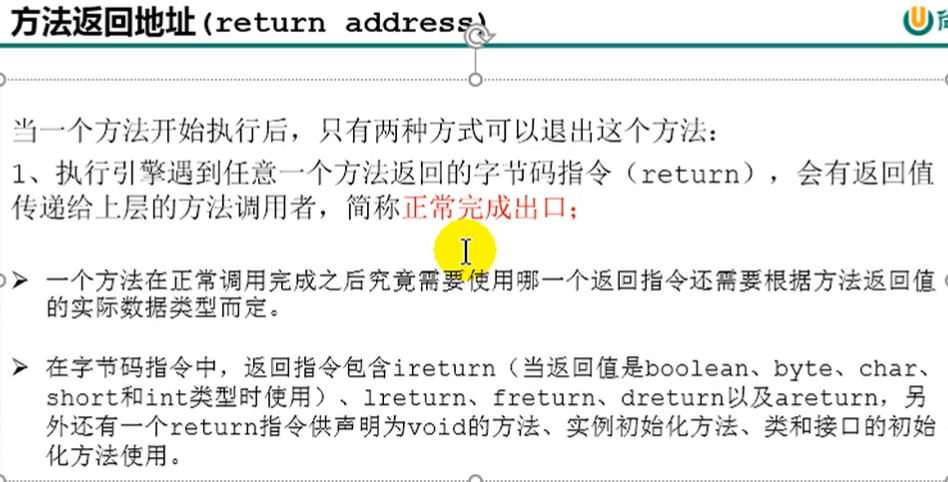 方法返回地址(return address)
当一个方法开始执行后，只有两种方式可以退出这个方法：
1、执行引擎遇到任意一个方法返回的字节码指令（return），会有返回值
传递给上层的方法调用者，简称正常完成出口；
➢ 一个方法在正常调用完成之后究竟需要使用哪一个返回指令还需要根据方法返回值
的实际数据类型而定。
➢ 在字节码指令中，返回指令包含ireturn（当返回值是boolean、byte、char、
short和int类型时使用）、lreturn、freturn、dreturn以及areturn，另
外还有一个return指令供声明为void的方法、实例初始化方法、类和接口的初始
化方法使用。